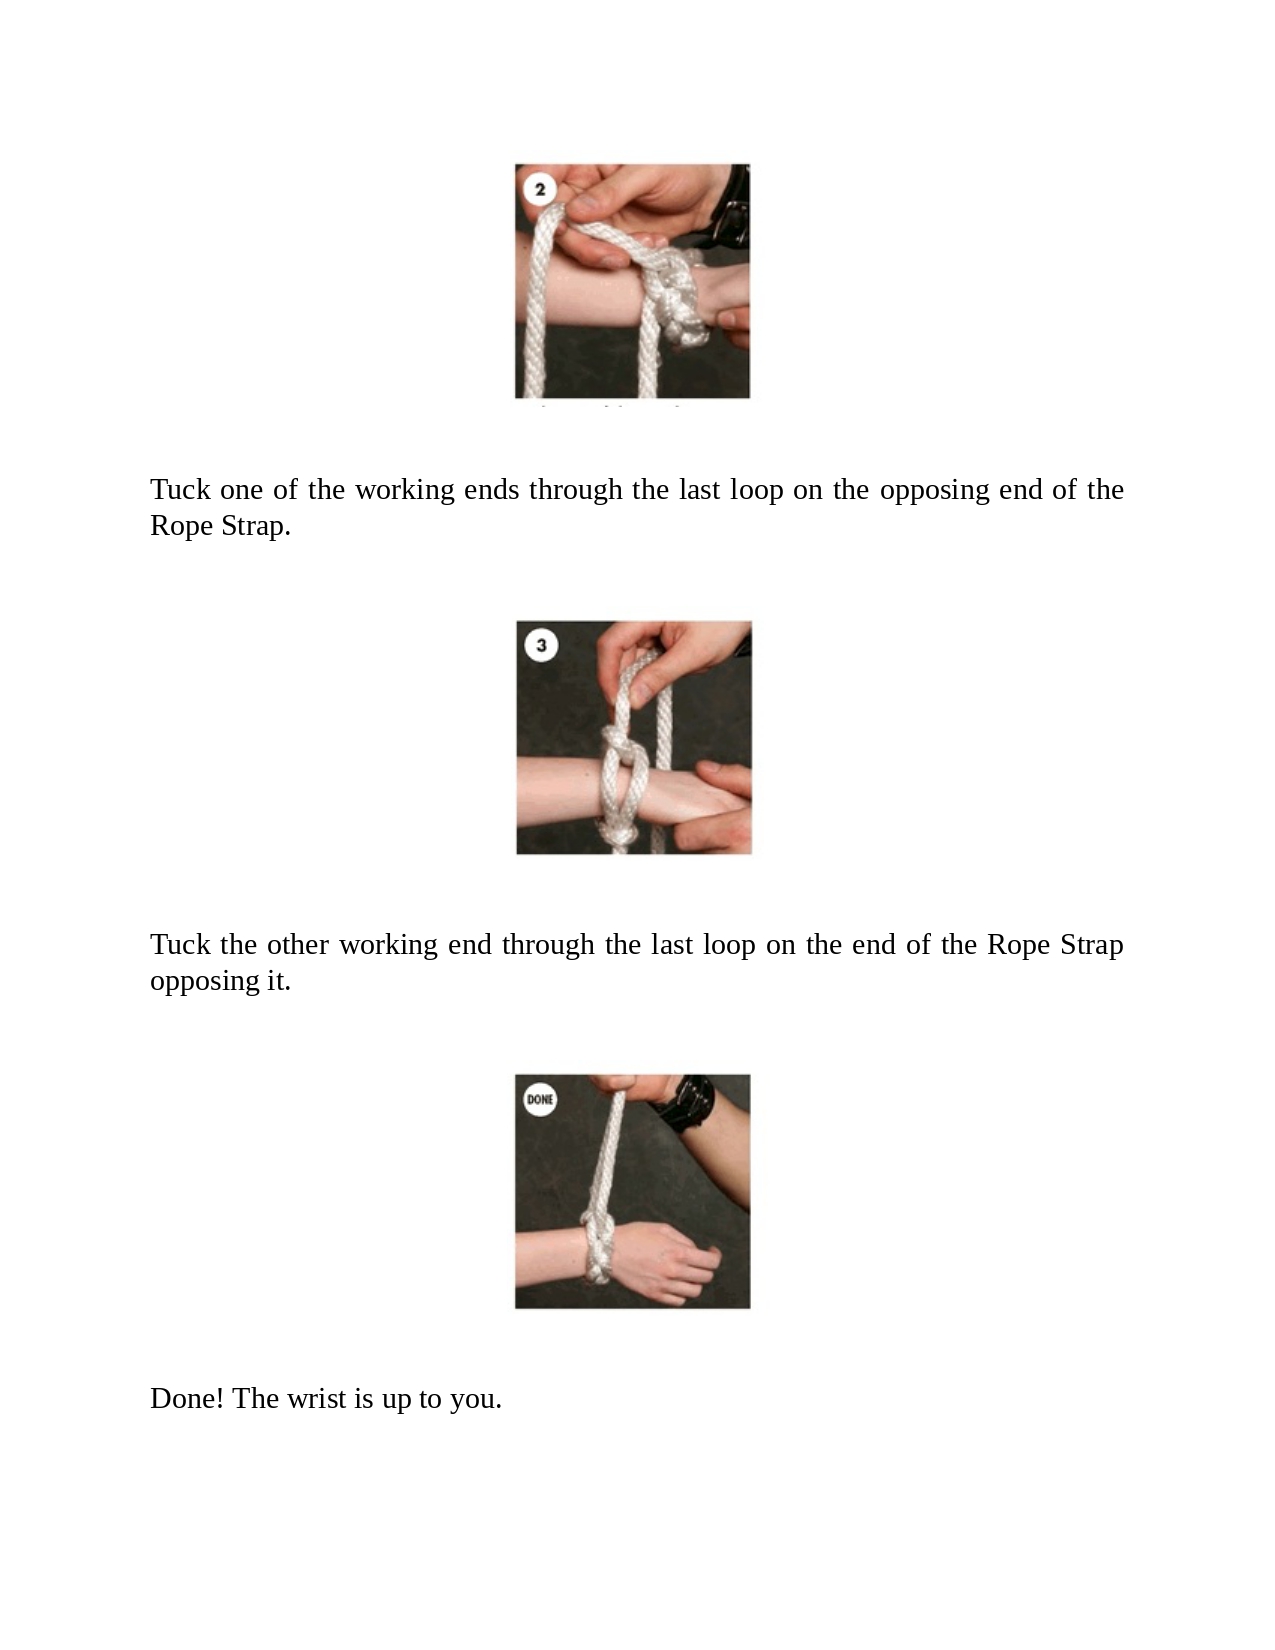 2
Tuck one of the working ends through the last loop on the opposing end of the
Rope Strap.
3
Tuck the other working end through the last loop on the end of the Rope Strap
opposing it.
DONE
Done! The wrist is up to you.